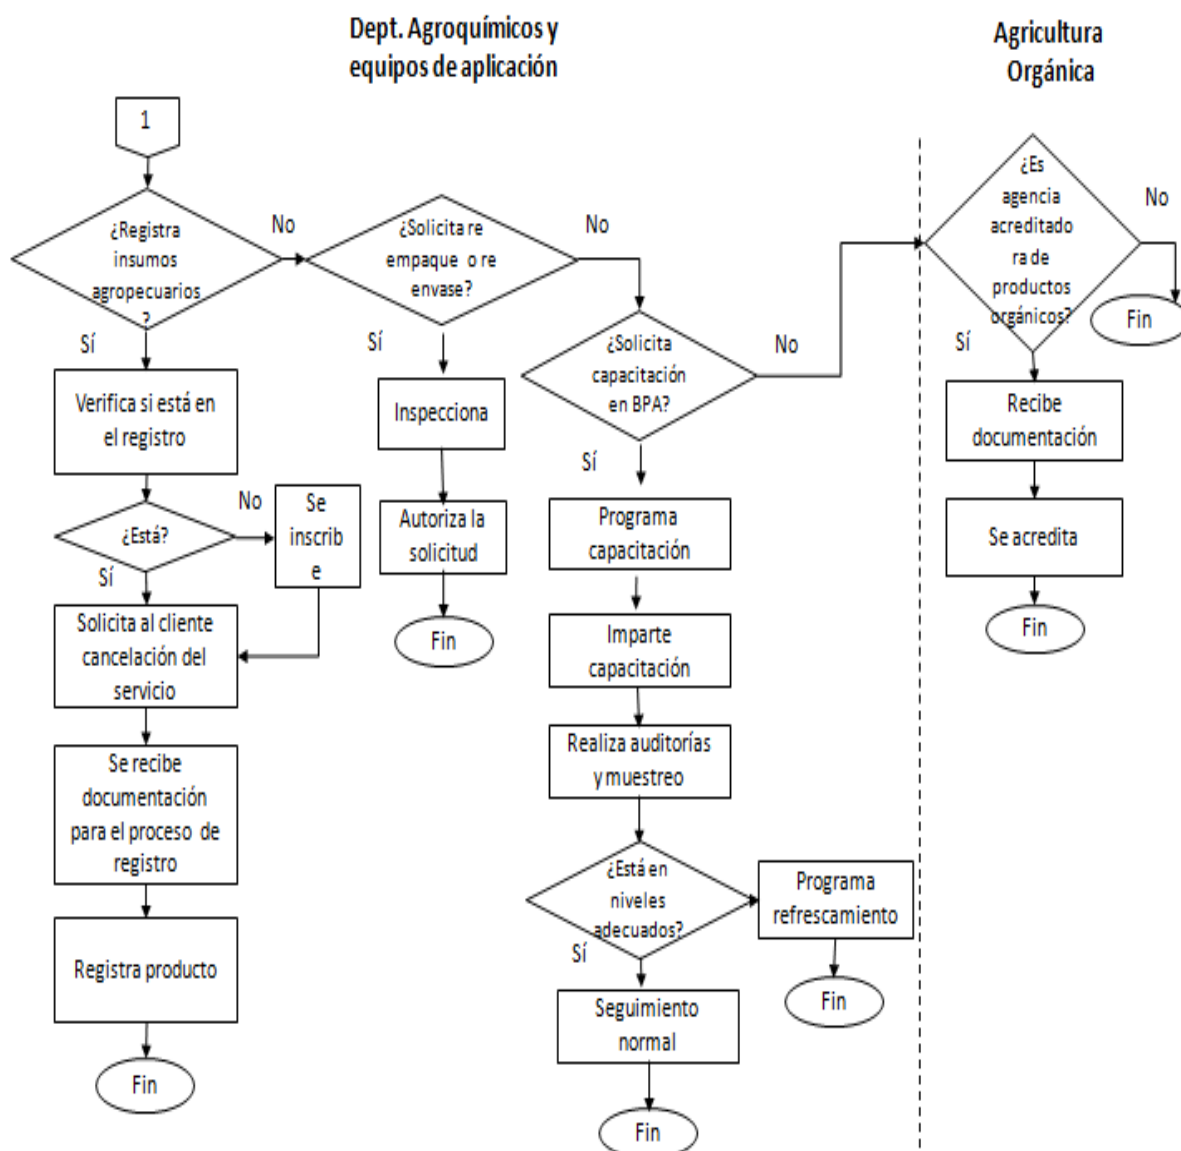 Dept. Agroquímicos y
equipos de aplicación
Agricultura
Orgánica
1
¿Registra
insumos
agropecuarios
?
No
Sí
¿Solicita re
empaque o re
envase?
No
Sí
¿Solicita
capacitación
en BPA?
No
Sí
¿Es
agencia
acreditado
ra de
productos
orgánicos?
No
Sí
Fin
Verifica si está en
el registro
¿Está?
No
Sí
Se
inscrib
e
Solicita al cliente
cancelación del
servicio
Se recibe
documentación
para el proceso de
registro
Registra producto
Fin
Inspecciona
Autoriza la
solicitud
Fin
Programa
capacitación
Imparte
capacitación
Realiza auditorías
y muestreo
¿Está en
niveles
adecuados?
Sí
Programa
refrescamiento
Fin
Seguimiento
normal
Fin
Recibe
documentación
Se acredita
Fin